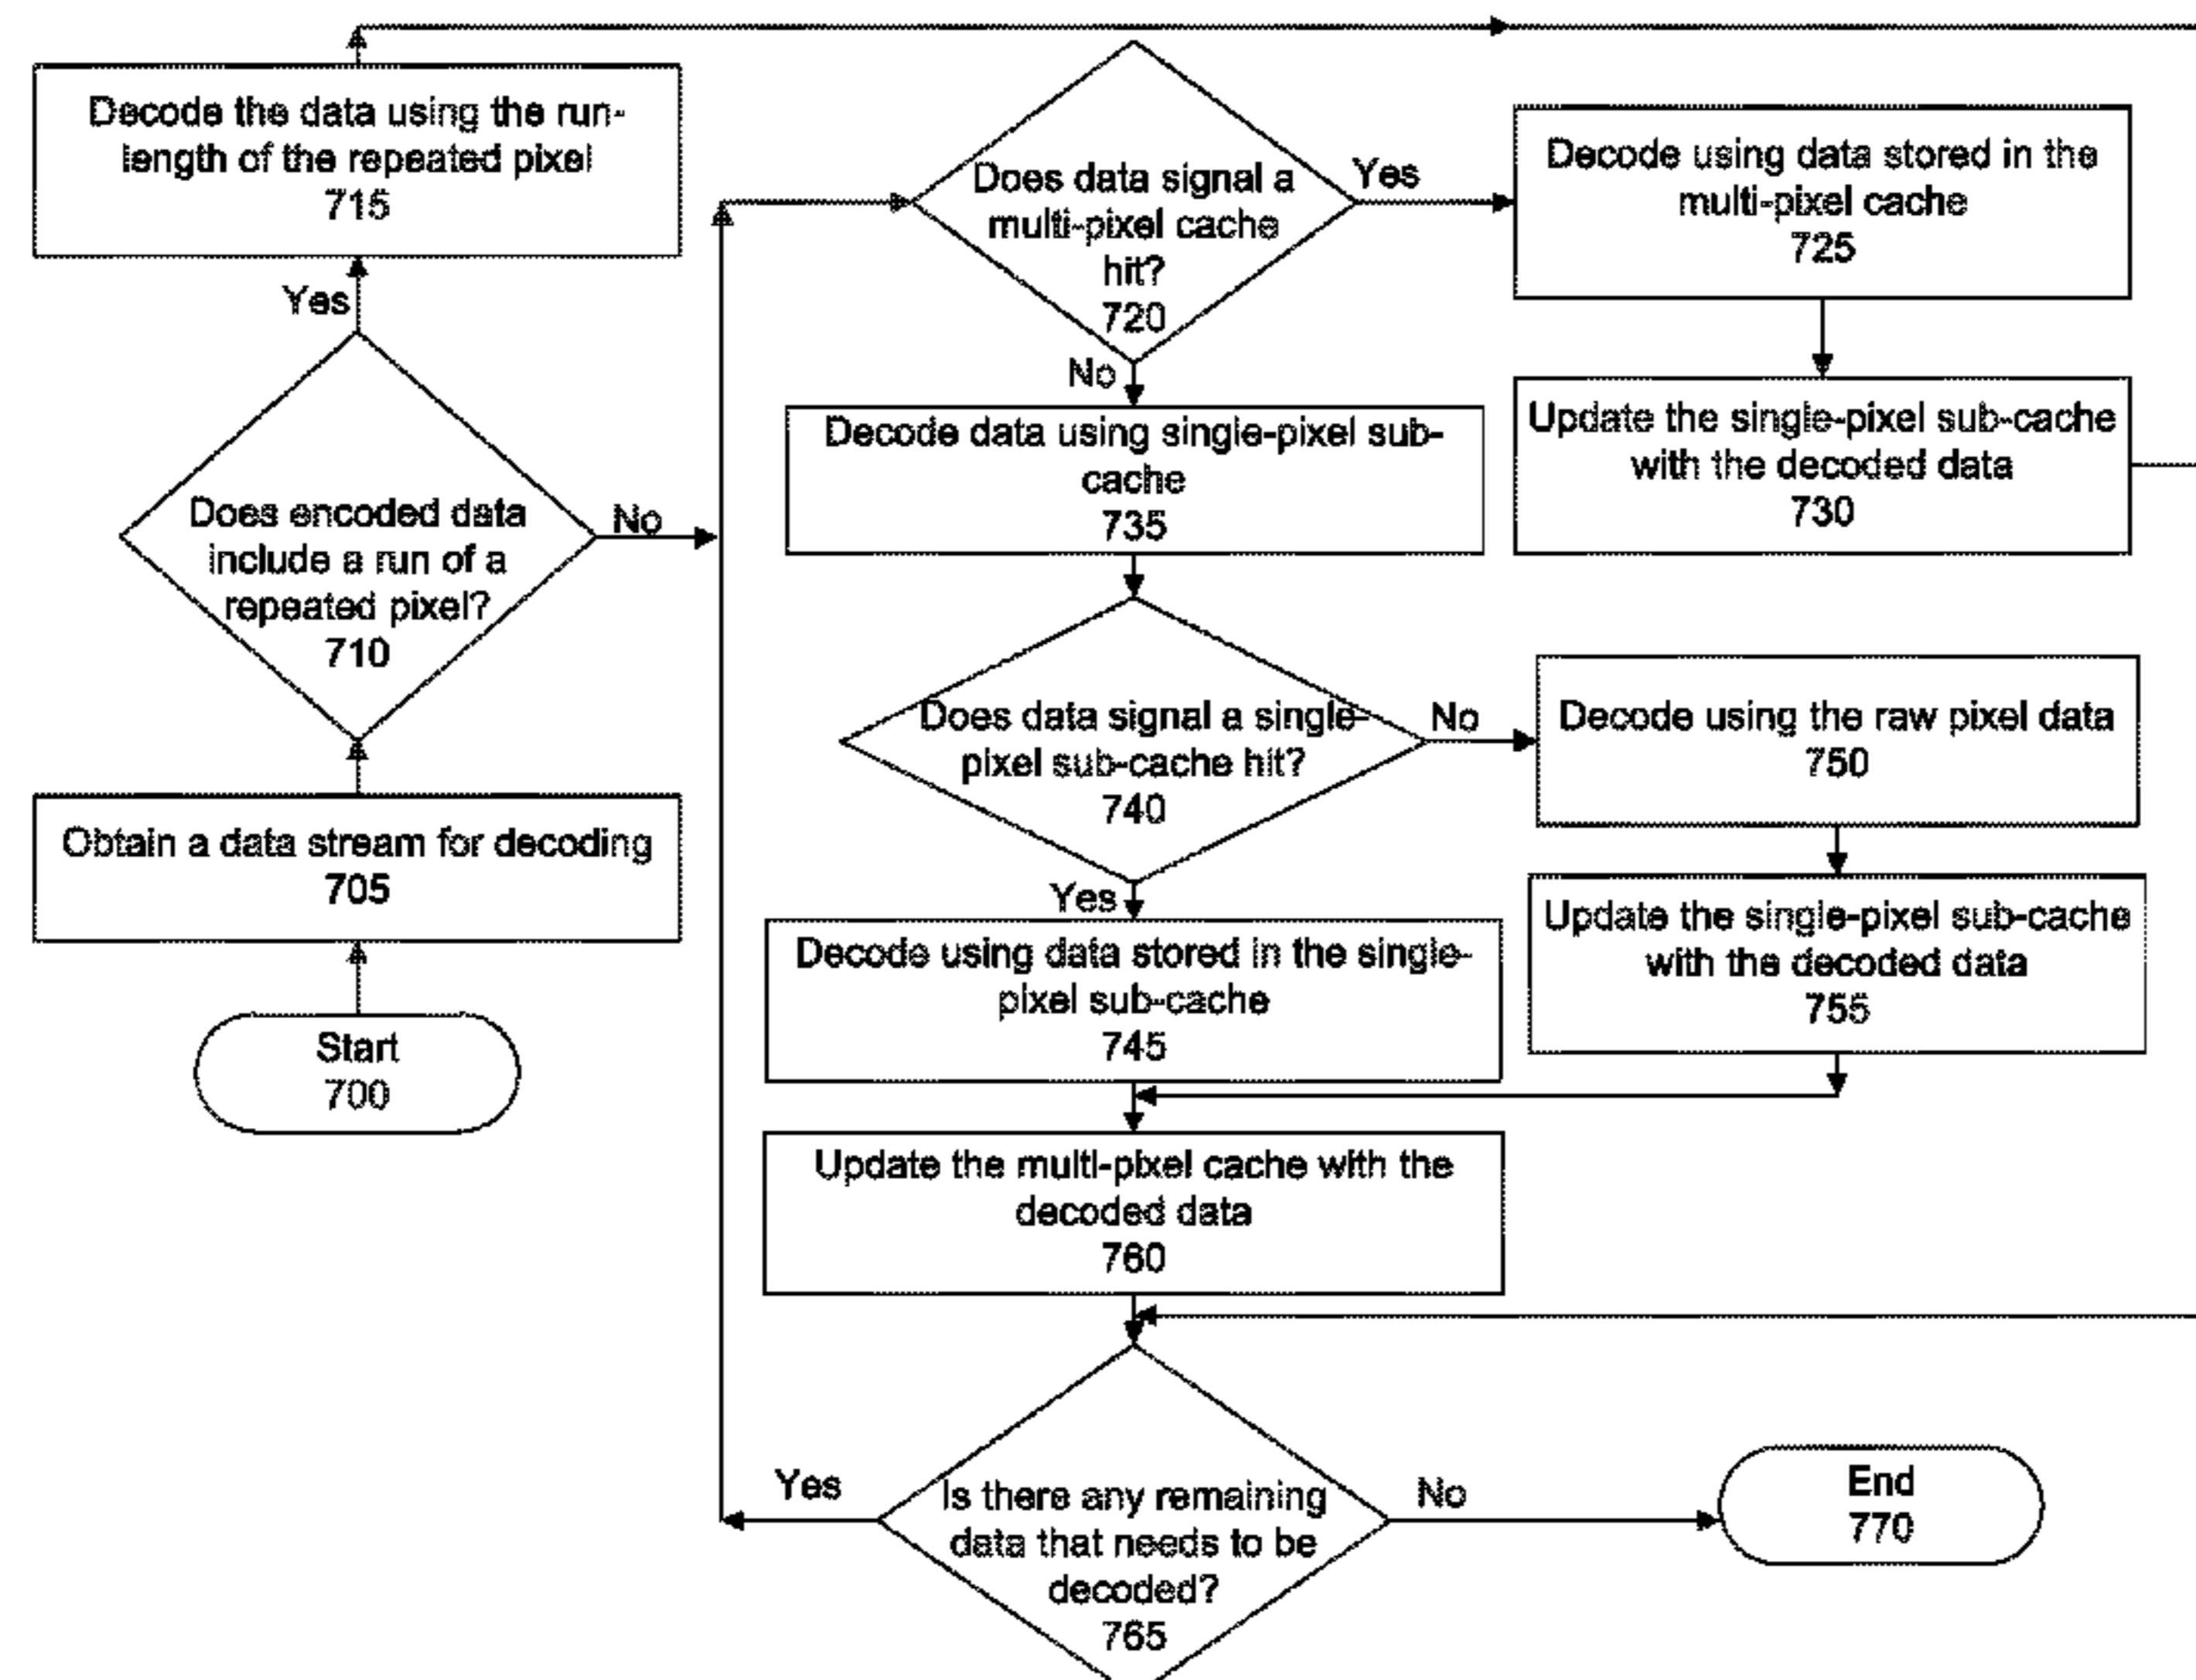 Decode the data using the run-
length of the repeated pixel
715
Yes
Does encoded data
include a run of a
repeated pixel?
710
No
Obtain a data stream for decoding
705
Start
700
Does data signal a
multi-pixel cache
hit?
720
Yes
No
Decode using data stored in the
multi-pixel cache
725
Update the single-pixel sub-cache
with the decoded data
730
Decode data using single-pixel sub-
cache
735
Does data signal a single-
pixel sub-cache hit?
740
No
Yes
Decode using the raw pixel data
750
Update the single-pixel sub-cache
with the decoded data
755
Decode using data stored in the single-
pixel sub-cache
745
Update the multi-pixel cache with the
decoded data
760
Is there any remaining
data that needs to be
decoded?
765
Yes
No
End
770